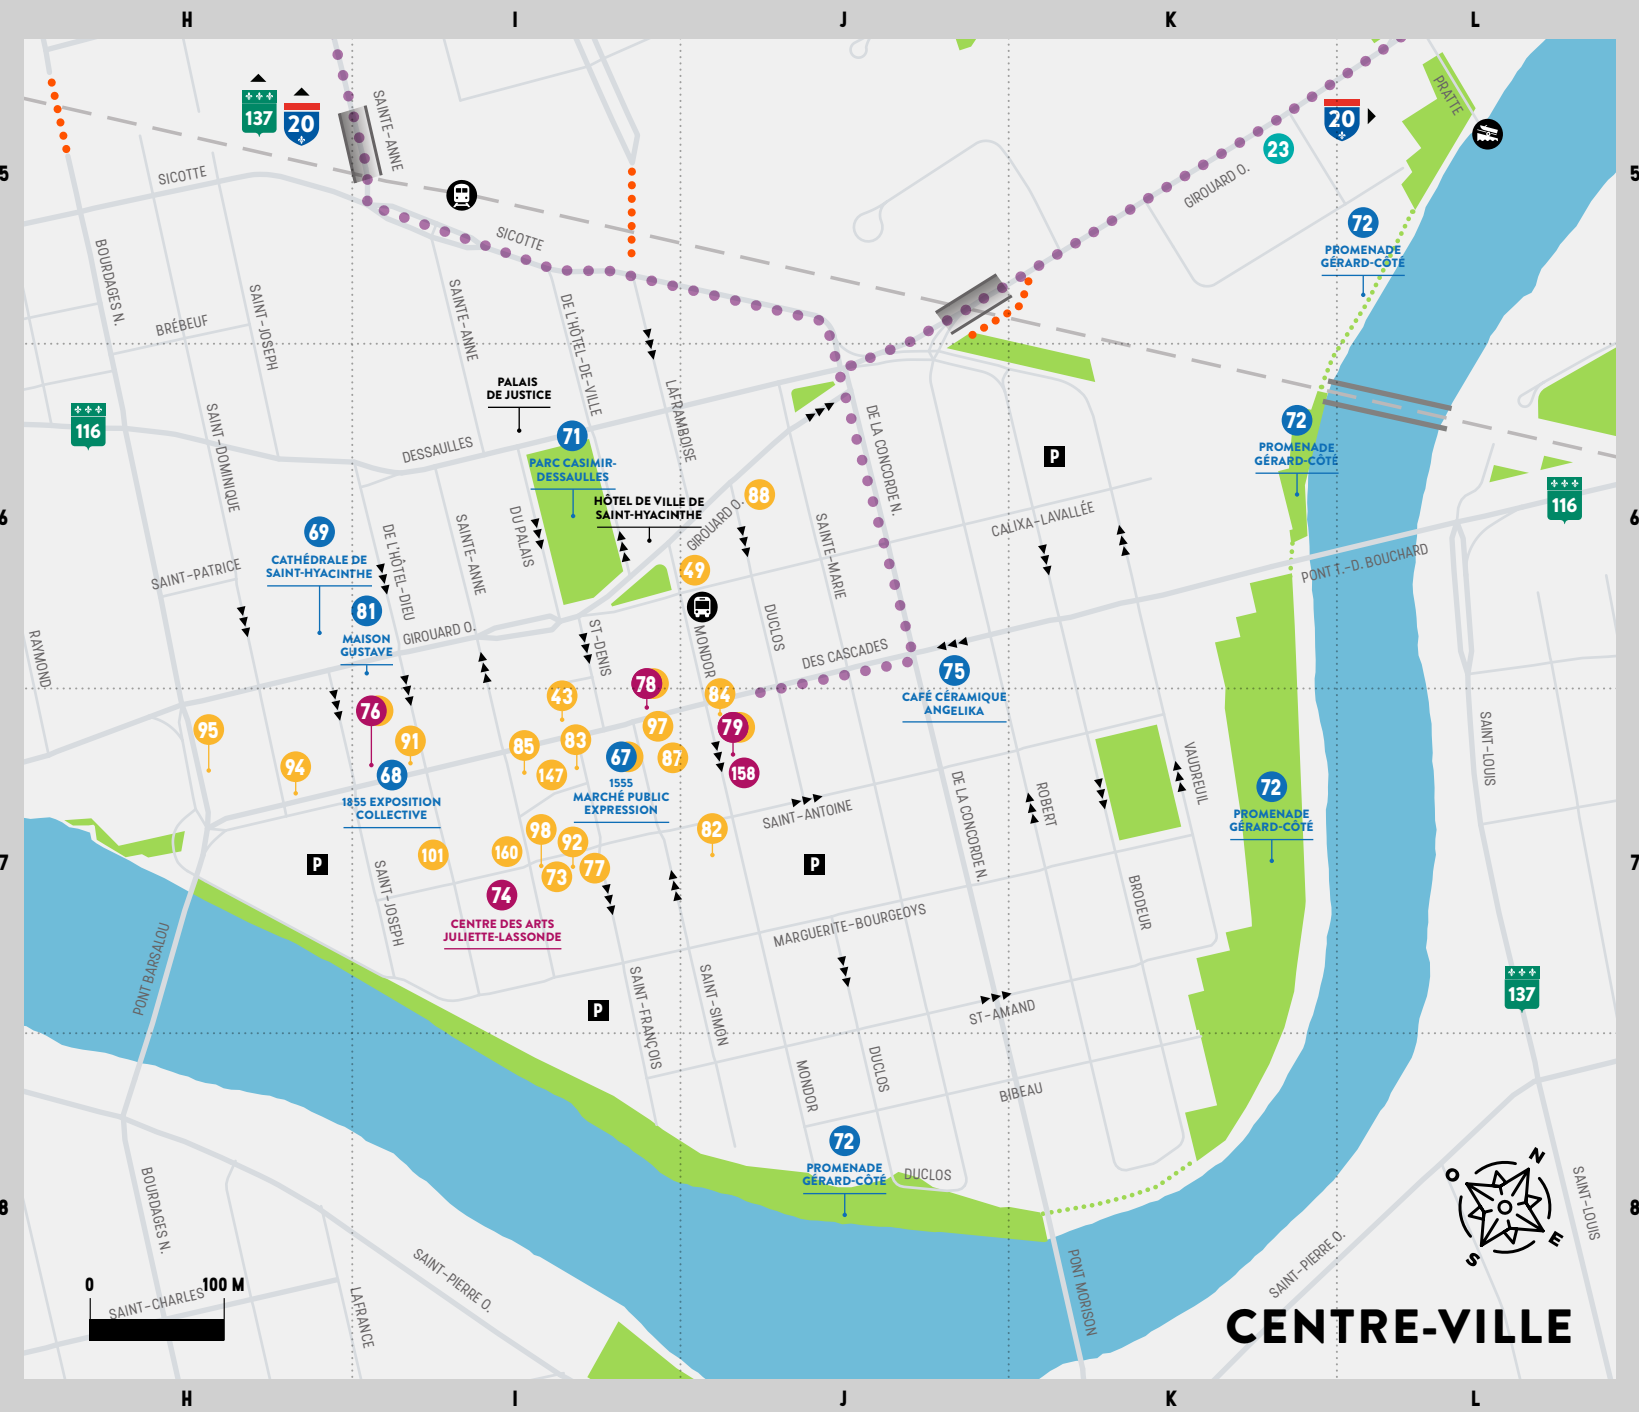 H I J K L
5 5
6 6
7 7
8 8
137
20
SAINTE-ANNE
SICOTTE
SICOTTE
BOURDAGES N.
BRÉBEUF
SAINT-JOSEPH
SAINTE-ANNE
DE L'HÔTEL-DE-VILLE
LAFRAMBOISE
23
20
GIROUARD O.
PRATTE
72
PROMENADE
GÉRARD-CÔTÉ
116
SAINT-DOMINIQUE
PALAIS
DE JUSTICE
DESSAULLES
71
PARC CASIMIR-
DESSAULLES
HÔTEL DE VILLE DE
SAINT-HYACINTHE
GIROUARD O.
88
49
DE LA CONCORDE N.
P
CALIXA-LAVALLÉE
72
PROMENADE
GÉRARD-CÔTÉ
116
PONT T.-D. BOUCHARD
69
CATHÉDRALE DE
SAINT-HYACINTHE
SAINT-PATRICE
DE L'HÔTEL-DIEU
SAINTE-ANNE
DU PALAIS
SAINTE-MARIE
81
MAISON
GUSTAVE
GIROUARD O.
RAYMOND
ST-DENIS
MONDOR
DUCLOS
DES CASCADES
75
CAFÉ CÉRAMIQUE
ANGELIKA
78
43
84
76
95
91
85
83
97
79
94
68
1855 EXPOSITION
COLLECTIVE
147
67
1555
MARCHÉ PUBLIC
EXPRESSION
87
158
SAINT-ANTOINE
82
98
92
101
160
73
77
74
CENTRE DES ARTS
JULIETTE-LASSONDE
P
P
P
SAINT-JOSEPH
PONT BARSALOU
DE LA CONCORDE N.
ROBERT
VAUDREUIL
BRODEUR
72
PROMENADE
GÉRARD-CÔTÉ
SAINT-LOUIS
137
MARGUERITE-BOURGEOYS
ST-AMAND
SAINT-FRANÇOIS
SAINT-SIMON
MONDOR
DUCLOS
BIBEAU
72
PROMENADE
GÉRARD-CÔTÉ
DUCLOS
BOURDAGES N.
SAINT-PIERRE O.
LAFRANCE
SAINT-CHARLES
0 100 M
PONT MORISON
SAINT-PIERRE O.
SAINT-LOUIS
N
O
E
S
CENTRE-VILLE
H I J K L